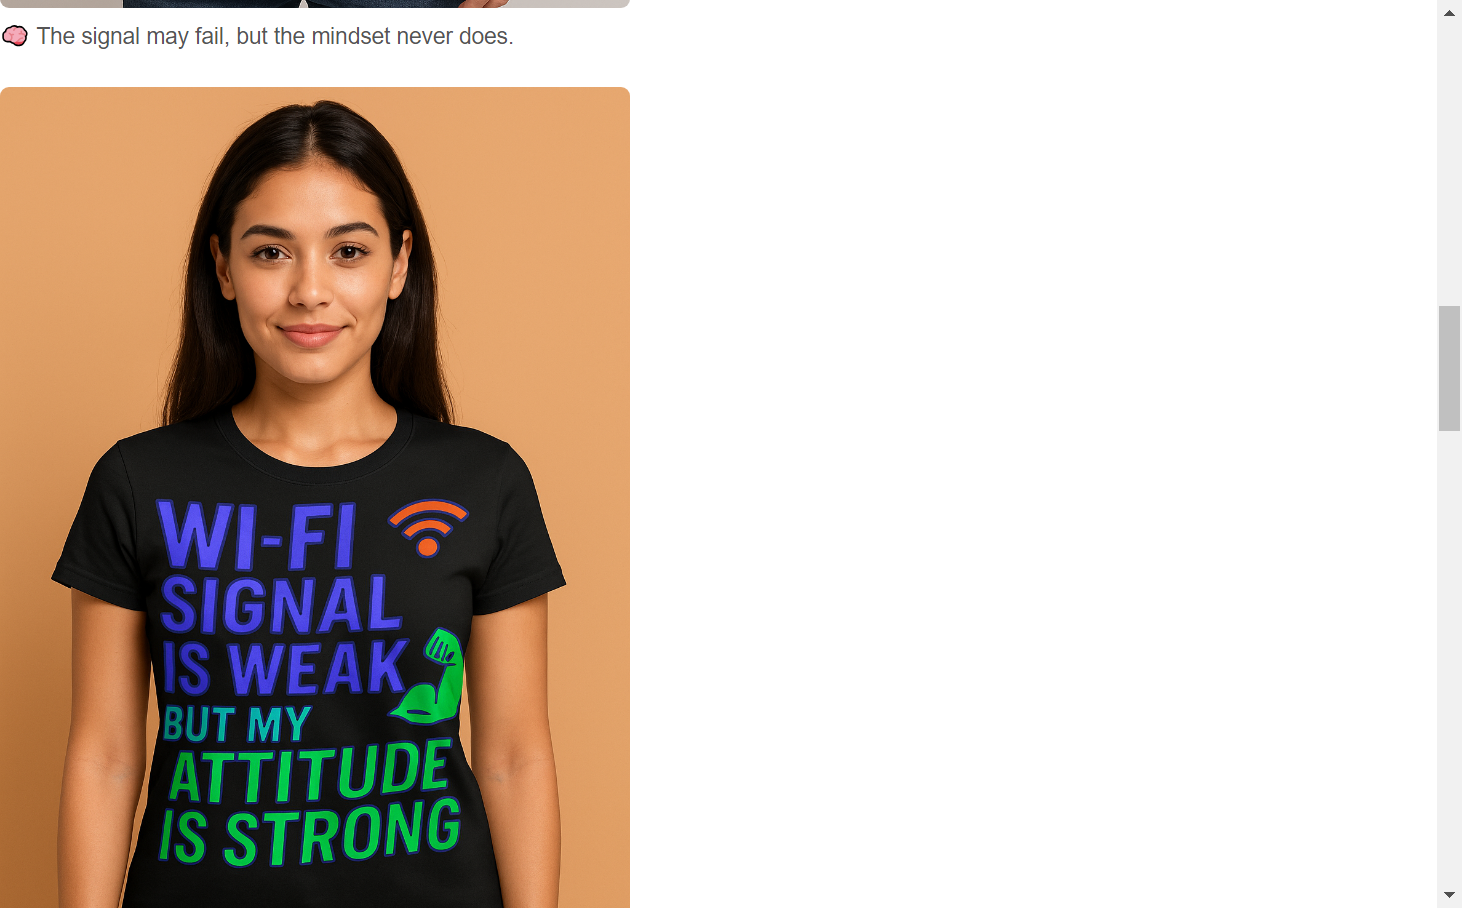 🧠 The signal may fail, but the mindset never does.
WI-FI
SIGNAL
IS WEAK
BUT MY
ATTITUDE
IS STRONG